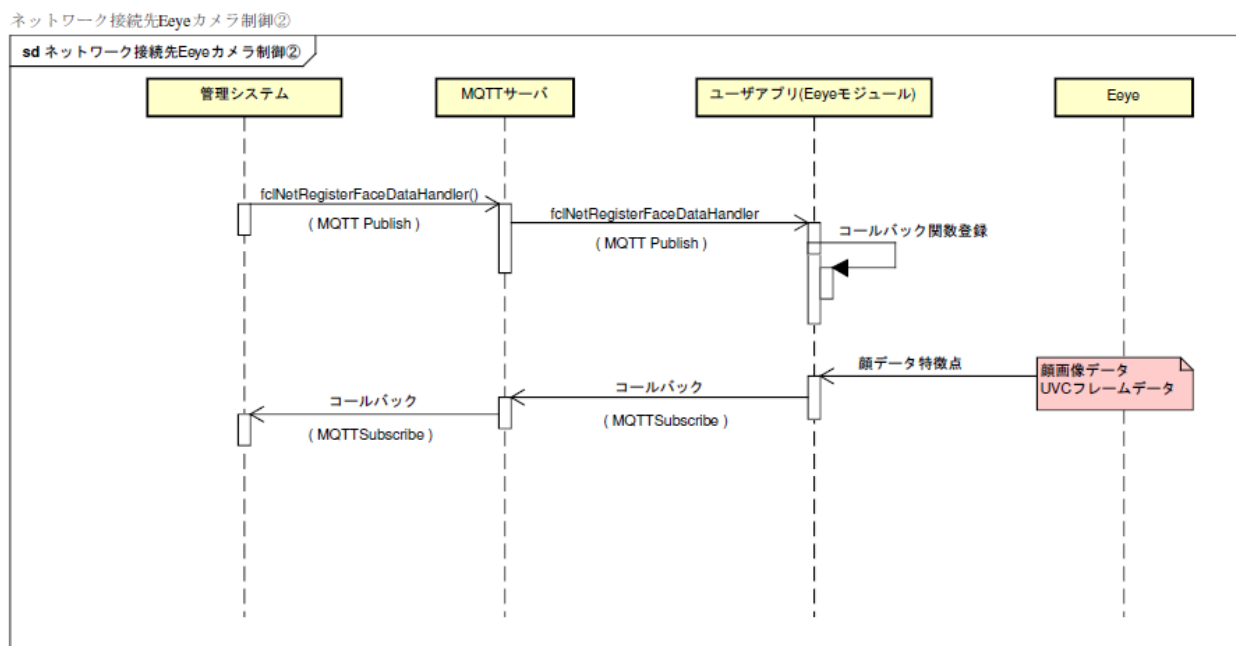 ネットワーク接続先Eeyeカメラ制御②
sd ネットワーク接続先Eeyeカメラ制御②
管理システム
MQTTサーバ
ユーザアプリ(Eeyeモジュール)
Eeye
fclNetRegisterFaceDataHandler()
( MQTT Publish )
fclNetRegisterFaceDataHandler
( MQTT Publish )
コールバック関数登録
顔データ特徴点
顔画像データ
UVCフレームデータ
コールバック
( MQTTSubscribe )
コールバック
( MQTTSubscribe )